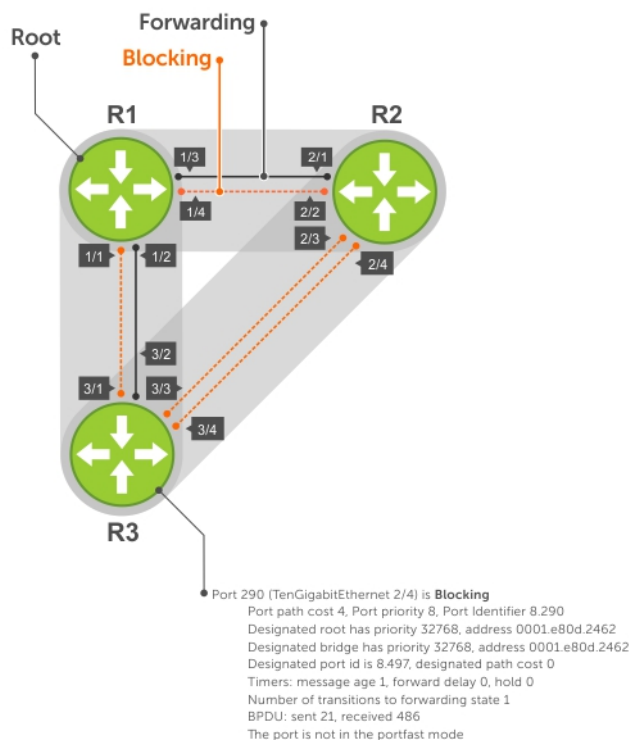 Forwarding
Root
Blocking
R1
R2
1/3
2/1
1/4
2/2
2/3
1/1
1/2
2/4
3/2
3/1
3/3
3/4
R3
Port 290 (TenGigabitEthernet 2/4) is Blocking
Port path cost 4, Port priority 8, Port Identifier 8.290
Designated root has priority 32768, address 0001.e80d.2462
Designated bridge has priority 32768, address 0001.e80d.2462
Designated port id is 8.497, designated path cost 0
Timers: message age 1, forward delay 0, hold 0
Number of transitions to forwarding state 1
BPDU: sent 21, received 486
The port is not in the portfast mode